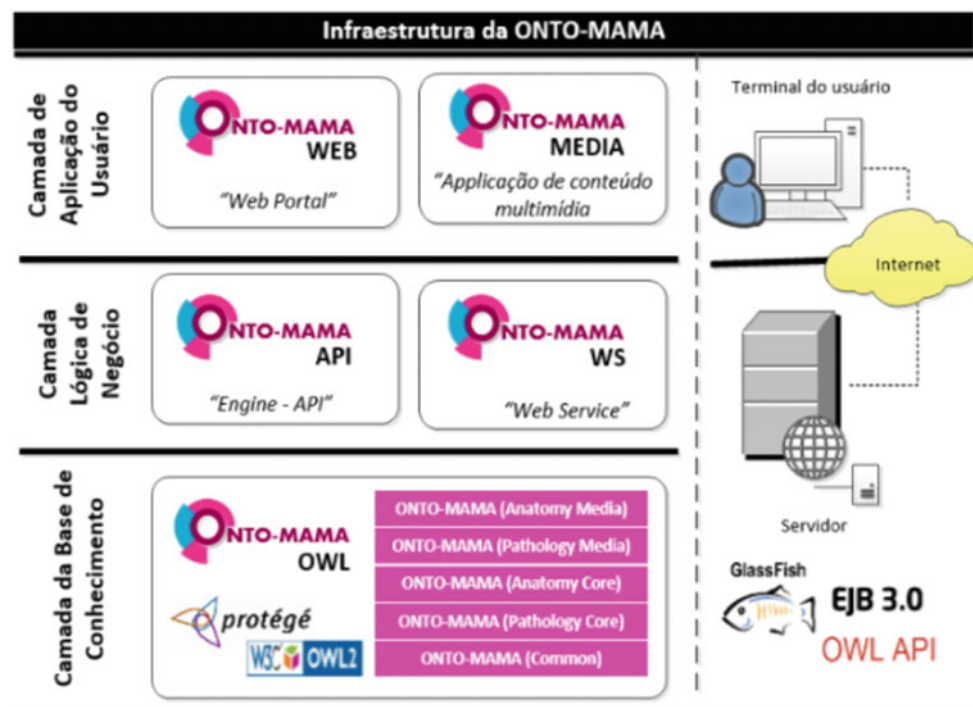 Infraestrutura da ONTO-MAMA
Camada de
Aplicação do
Usuário
ONTO-MAMA
WEB
“Web Portal”
ONTO-MAMA
MEDIA
“Applicação de conteúdo
multimídia
Terminal do usuário
Internet
Camada
Lógica de
Negócio
ONTO-MAMA
API
“Engine - API”
ONTO-MAMA
WS
“Web Service”
Servidor
Camada da Base de
Conhecimento
ONTO-MAMA
OWL
protégé
W3C OWL2
ONTO-MAMA (Anatomy Media)
ONTO-MAMA (Pathology Media)
ONTO-MAMA (Anatomy Core)
ONTO-MAMA (Pathology Core)
ONTO-MAMA (Common)
GlassFish
EJB 3.0
OWL API